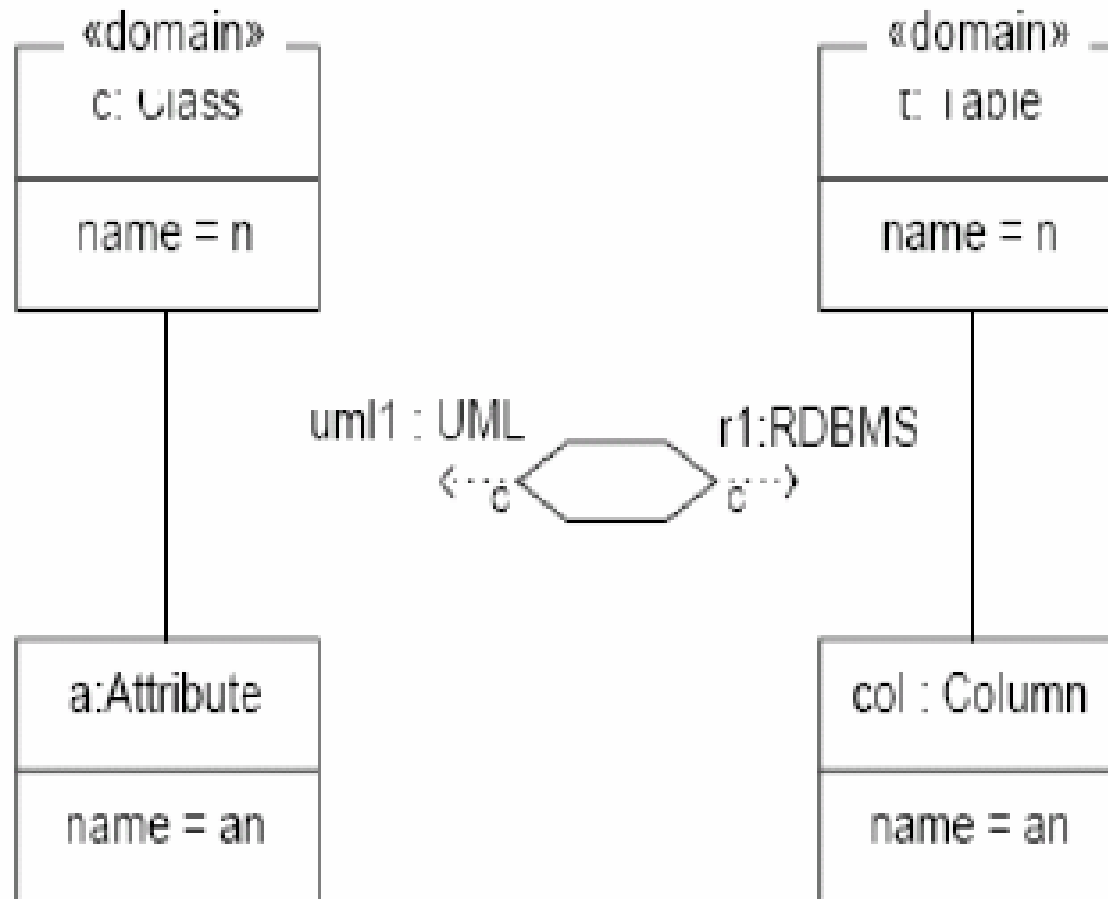 «domain»
c: Class
name = n
«domain»
t: Table
name = n
uml1 : UML
r1:RDBMS
c
c
a:Attribute
name = an
col : Column
name = an